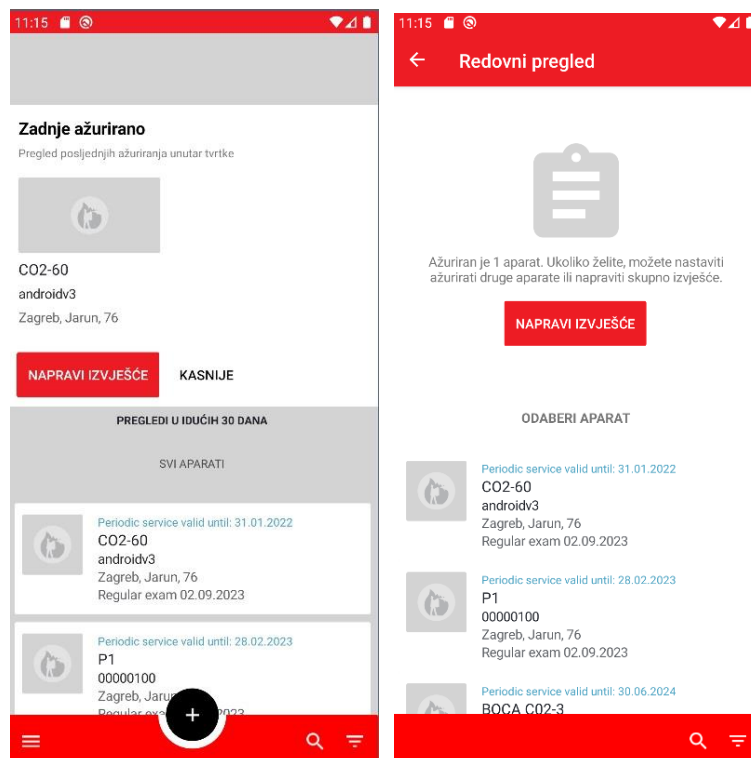 11:15
Zadnje ažurirano
Pregled posljednjih ažuriranja unutar tvrtke
CO2-60
androidv3
Zagreb, Jarun, 76
NAPRAVI IZVJEŠĆE
KASNIJE
PREGLEDI U IDUĆIH 30 DANA
SVI APARATI
Periodic service valid until: 31.01.2022
CO2-60
androidv3
Zagreb, Jarun, 76
Regular exam 02.09.2023
Periodic service valid until: 28.02.2023
P1
00000100
Zagreb,
Regular
11:15
Redovni pregled
Ažuriran je 1 aparat. Ukoliko želite, možete nastaviti
ažurirati druge aparate ili napraviti skupno izvješće.
NAPRAVI IZVJEŠĆE
ODABERI APARAT
Periodic service valid until: 31.01.2022
CO2-60
androidv3
Zagreb, Jarun, 76
Regular exam 02.09.2023
Periodic service valid until: 28.02.2023
P1
00000100
Zagreb, Jarun, 76
Regular exam 02.09.2023
Periodic service valid until: 30.06.2024
BOCA C02-3